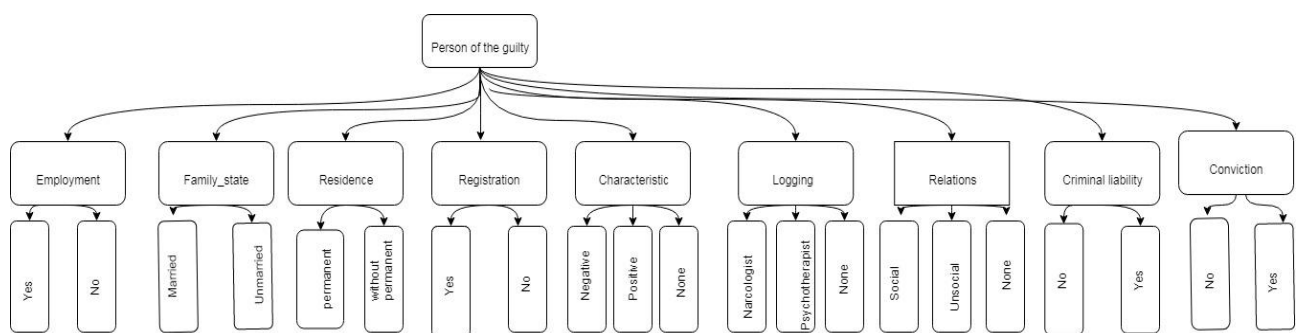 Person of the guilty
Employment
Family_state
Residence
Registration
Characteristic
Logging
Relations
Criminal liability
Conviction
Yes
No
Married
Unmarried
permanent
without
permanent
Yes
No
Negative
Positive
None
Narcologist
Psychotherapist
None
Social
Unsocial
None
No
Yes
No
Yes